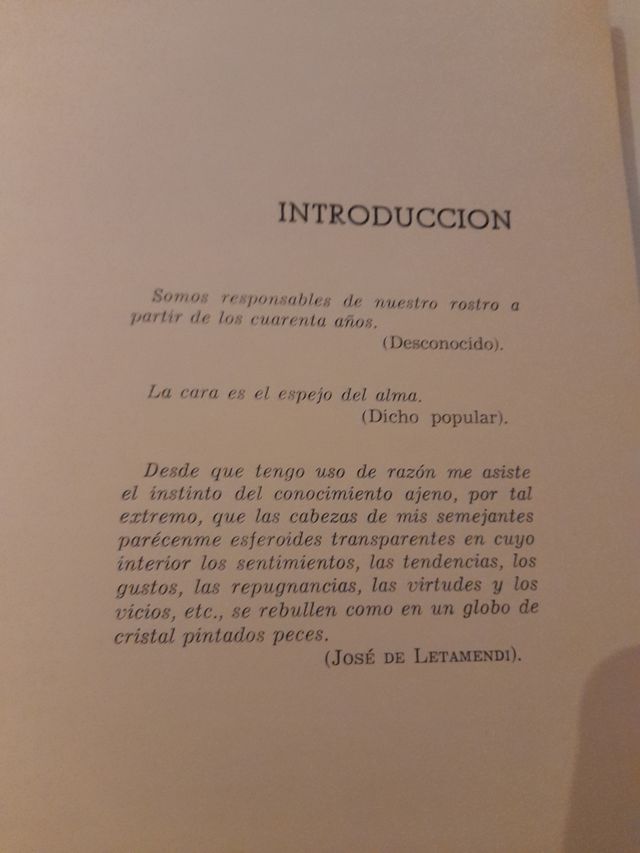 INTRODUCCION
Somos responsables de nuestro rostro a
partir de los cuarenta años.
(Desconocido).
La cara es el espejo del alma.
(Dicho popular).
Desde que tengo uso de razón me asiste
el instinto del conocimiento ajeno, por tal
extremo, que las cabezas de mis semejantes
parécenme esferoides transparentes en cuyo
interior los sentimientos, las tendencias, los
gustos, las repugnancias, las virtudes y los
vicios, etc., se rebullen como en un globo de
cristal pintados peces.
(JOSÉ DE LETAMENDI).